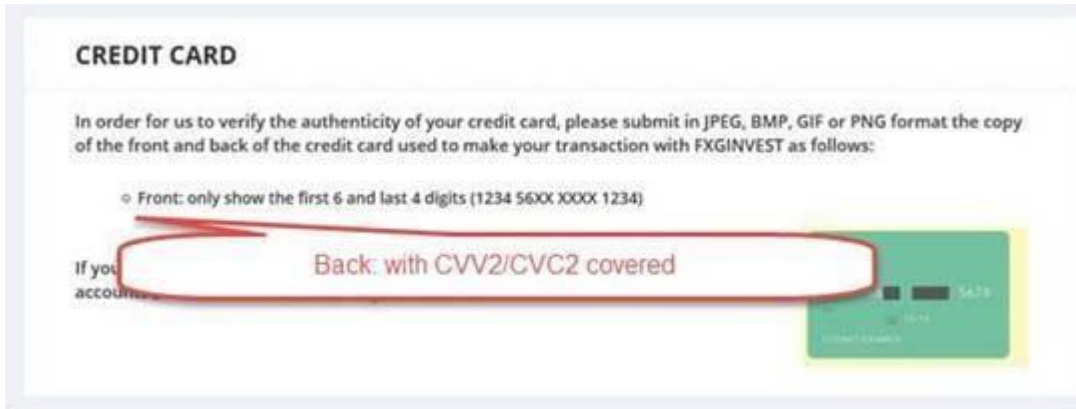 CREDIT CARD
In order for us to verify the authenticity of your credit card, please submit in JPEG, BMP, GIF or PNG format the copy
of the front and back of the credit card used to make your transaction with FXGINVEST as follows:
Front: only show the first 6 and last 4 digits (1234 56XX XXXX 1234)
Back: with CVV2/CVC2 covered
If you